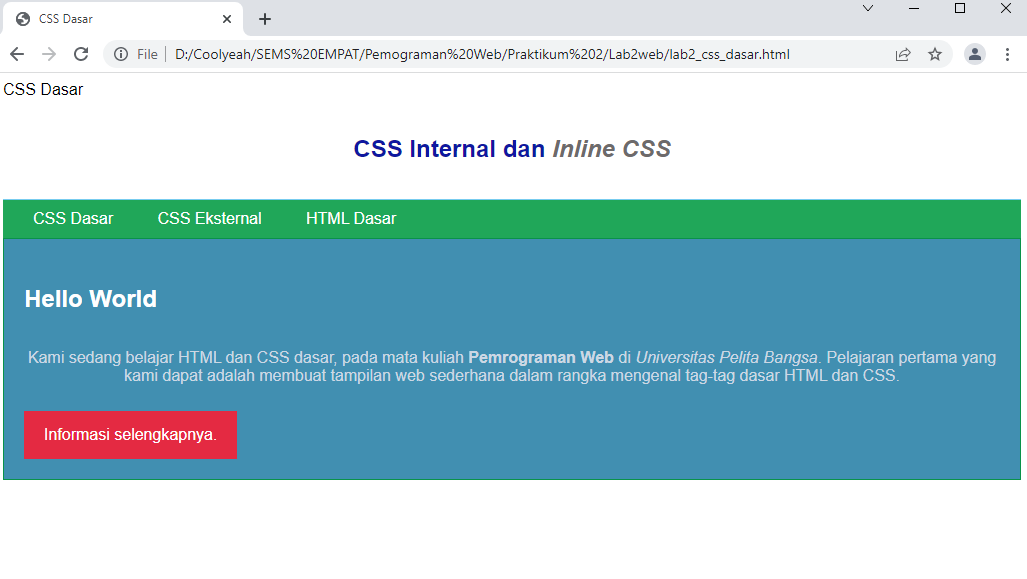 CSS Dasar
File | D:/Coolyeah/SEMS%20EMPAT/Pemograman%20Web/Praktikum%202/Lab2web/lab2_css_dasar.html
CSS Dasar
CSS Internal dan Inline CSS
CSS Dasar CSS Eksternal HTML Dasar
Hello World
Kami sedang belajar HTML dan CSS dasar, pada mata kuliah Pemrograman Web di Universitas Pelita Bangsa. Pelajaran pertama yang
kami dapat adalah membuat tampilan web sederhana dalam rangka mengenal tag-tag dasar HTML dan CSS.
Informasi selengkapnya.